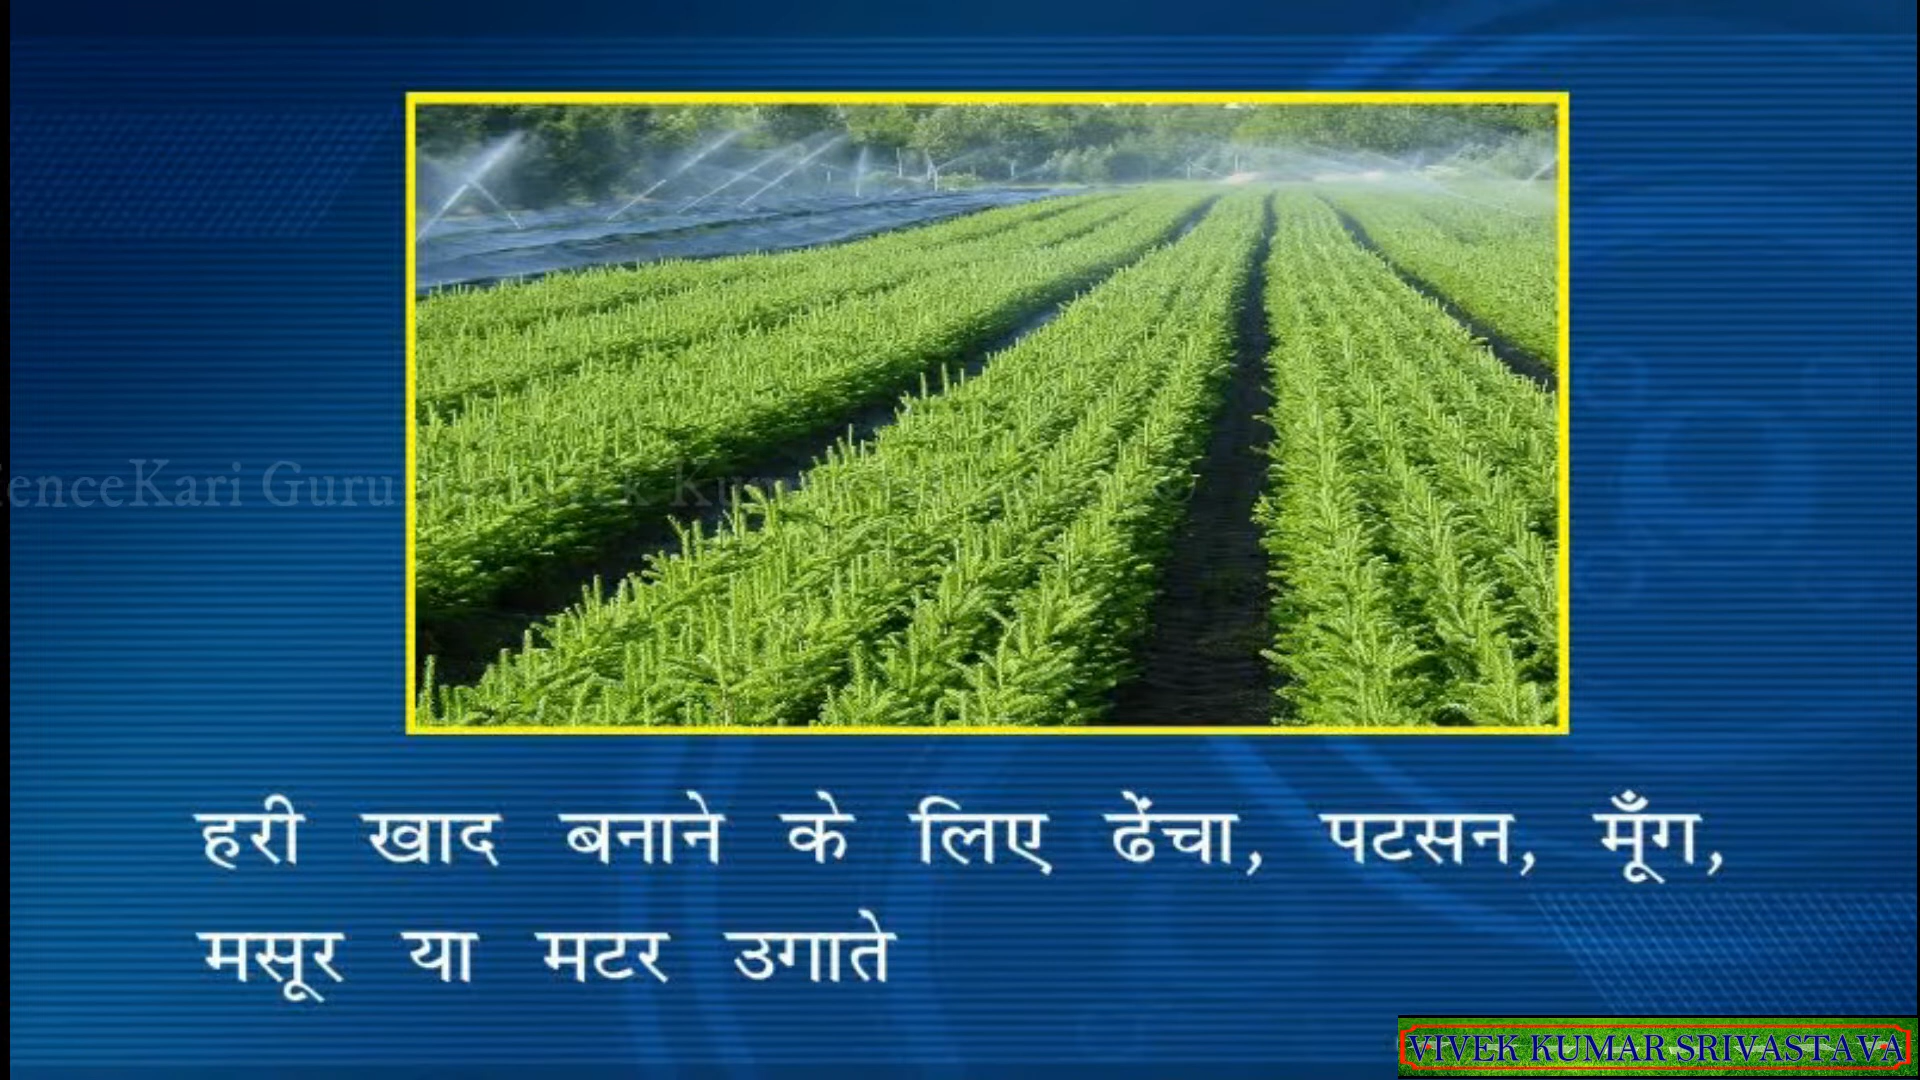 हरी खाद बनाने के लिए ढेंचा, पटसन, मूँग,
मसूर या मटर उगाते
VIVEK KUMAR SRIVASTAVA